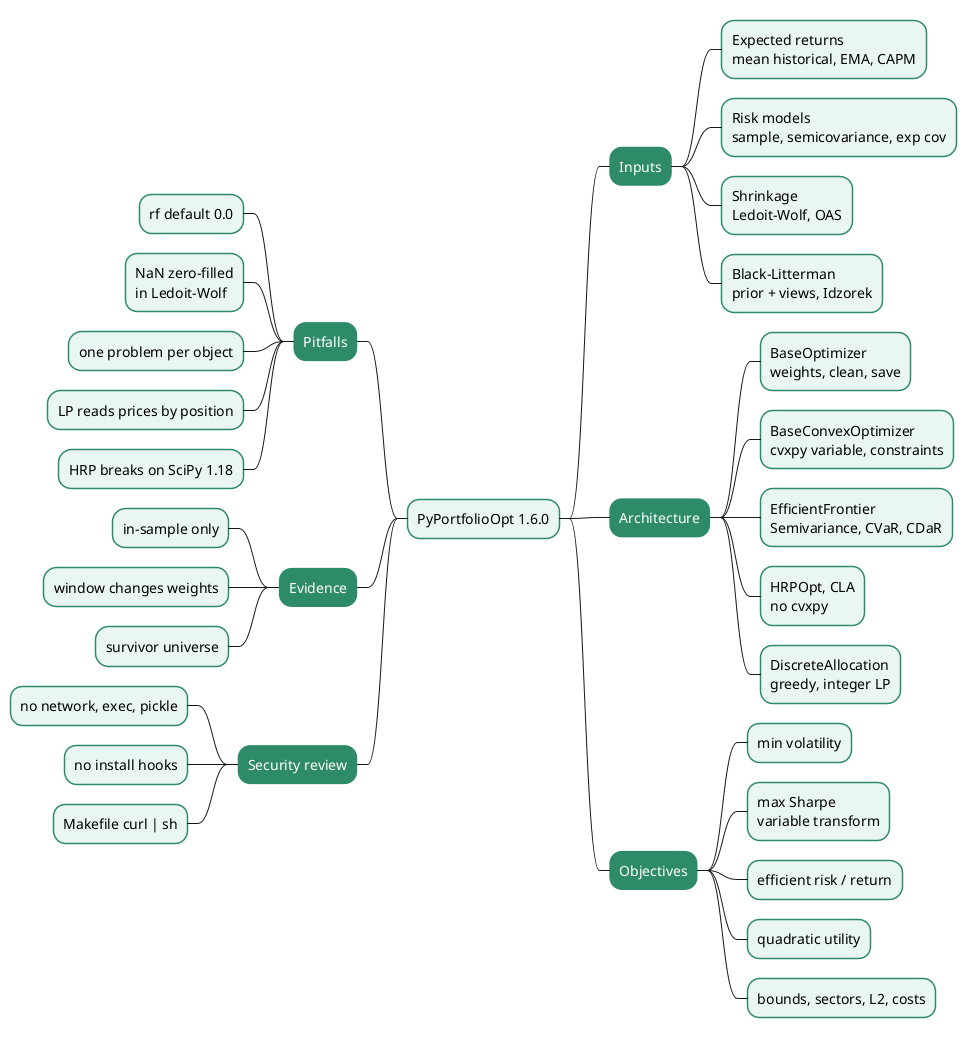 PyPortfolioOpt 1.6.0
Inputs
Expected returns
mean historical, EMA, CAPM
Risk models
sample, semicovariance, exp cov
Shrinkage
Ledoit-Wolf, OAS
Black-Litterman
prior + views, Idzorek
Architecture
BaseOptimizer
weights, clean, save
BaseConvexOptimizer
cvxpy variable, constraints
EfficientFrontier
Semivariance, CVaR, CDaR
HRPOpt, CLA
no cvxpy
DiscreteAllocation
greedy, integer LP
Objectives
min volatility
max Sharpe
variable transform
efficient risk / return
quadratic utility
bounds, sectors, L2, costs
Pitfalls
rf default 0.0
NaN zero-filled
in Ledoit-Wolf
one problem per object
LP reads prices by position
HRP breaks on SciPy 1.18
Evidence
in-sample only
window changes weights
survivor universe
Security review
no network, exec, pickle
no install hooks
Makefile curl | sh